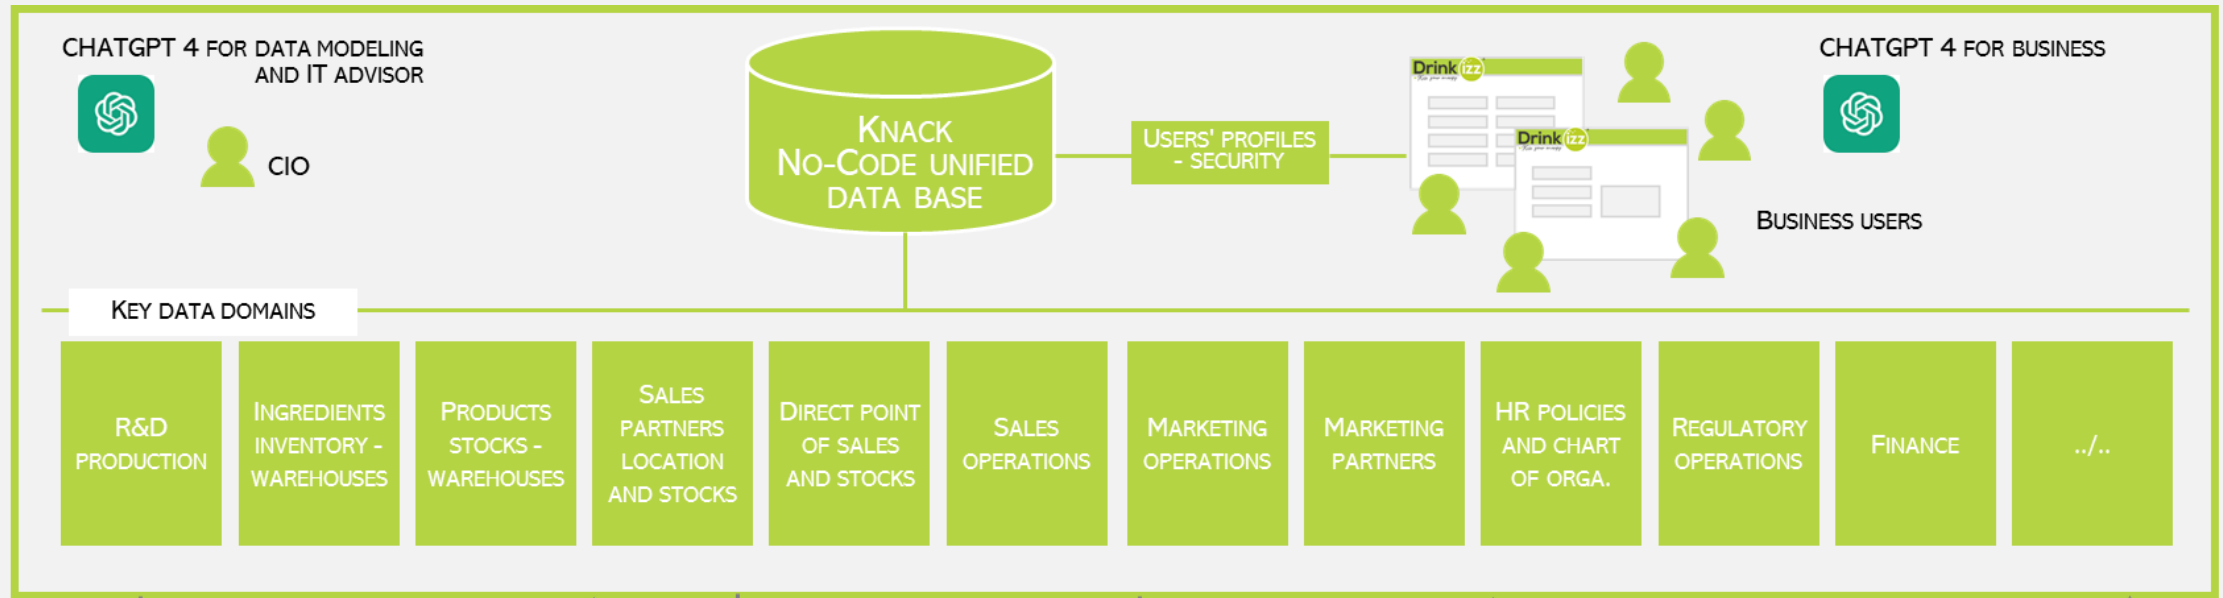 CHATGPT 4 FOR DATA MODELING
AND IT ADVISOR
CIO
KNACK
NO-CODE UNIFIED
DATA BASE
USERS' PROFILES
- SECURITY
Drink izz
Drink izz
CHATGPT 4 FOR BUSINESS
BUSINESS USERS
KEY DATA DOMAINS
R&D
PRODUCTION
INGREDIENTS
INVENTORY -
WAREHOUSES
PRODUCTS
STOCKS -
WAREHOUSES
SALES
PARTNERS
LOCATION
AND STOCKS
DIRECT POINT
OF SALES
AND STOCKS
SALES
OPERATIONS
MARKETING
OPERATIONS
MARKETING
PARTNERS
HR POLICIES
AND CHART
OF ORGA.
REGULATORY
OPERATIONS
FINANCE
../..